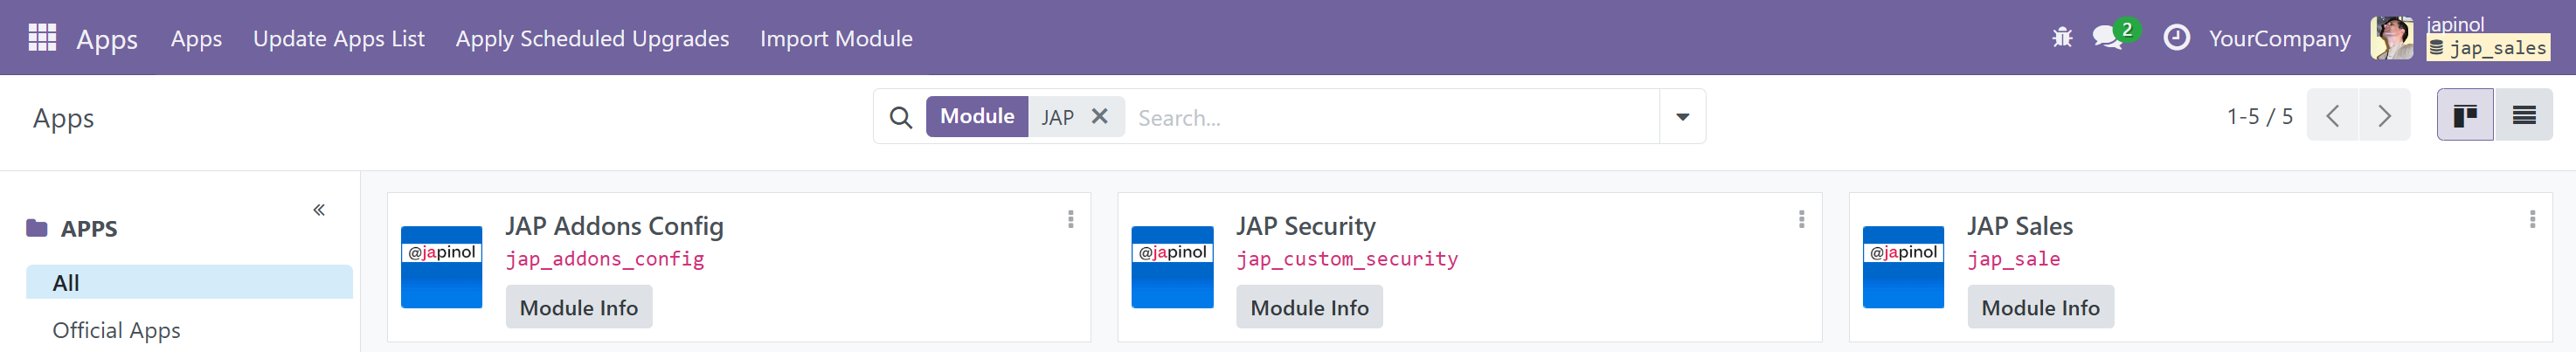 Apps Apps Update Apps List Apply Scheduled Upgrades Import Module 2 YourCompany japinol
jap_sales
Apps Module JAP Search... 1-5 / 5
APPS
All
Official Apps
@japinol JAP Addons Config
jap_addons_config
Module Info
@japinol JAP Security
jap_custom_security
Module Info
@japinol JAP Sales
jap_sale
Module Info